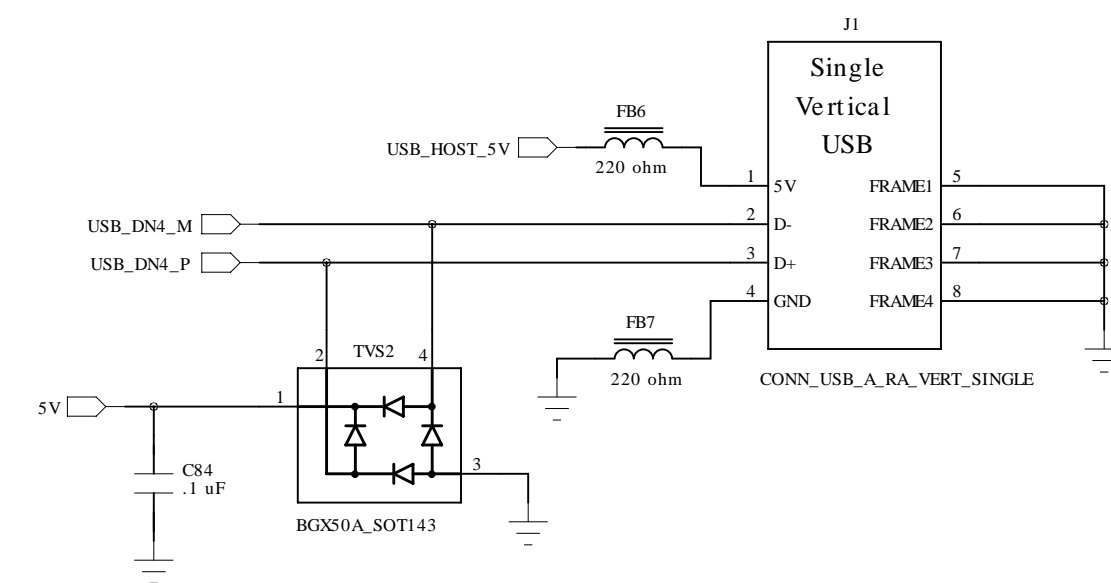 J1
Single
Vertical
USB
FB6
USB_HOST_5V
220 ohm
1 5V FRAME1 5
USB_DN4_M 2 D- FRAME2 6
USB_DN4_P 3 D+ FRAME3 7
4 GND FRAME4 8
FB7
220 ohm
CONN_USB_A_RA_VERT_SINGLE
2 TVS2 4
5V 1
3
C84
.1 uF
BGX50A_SOT143